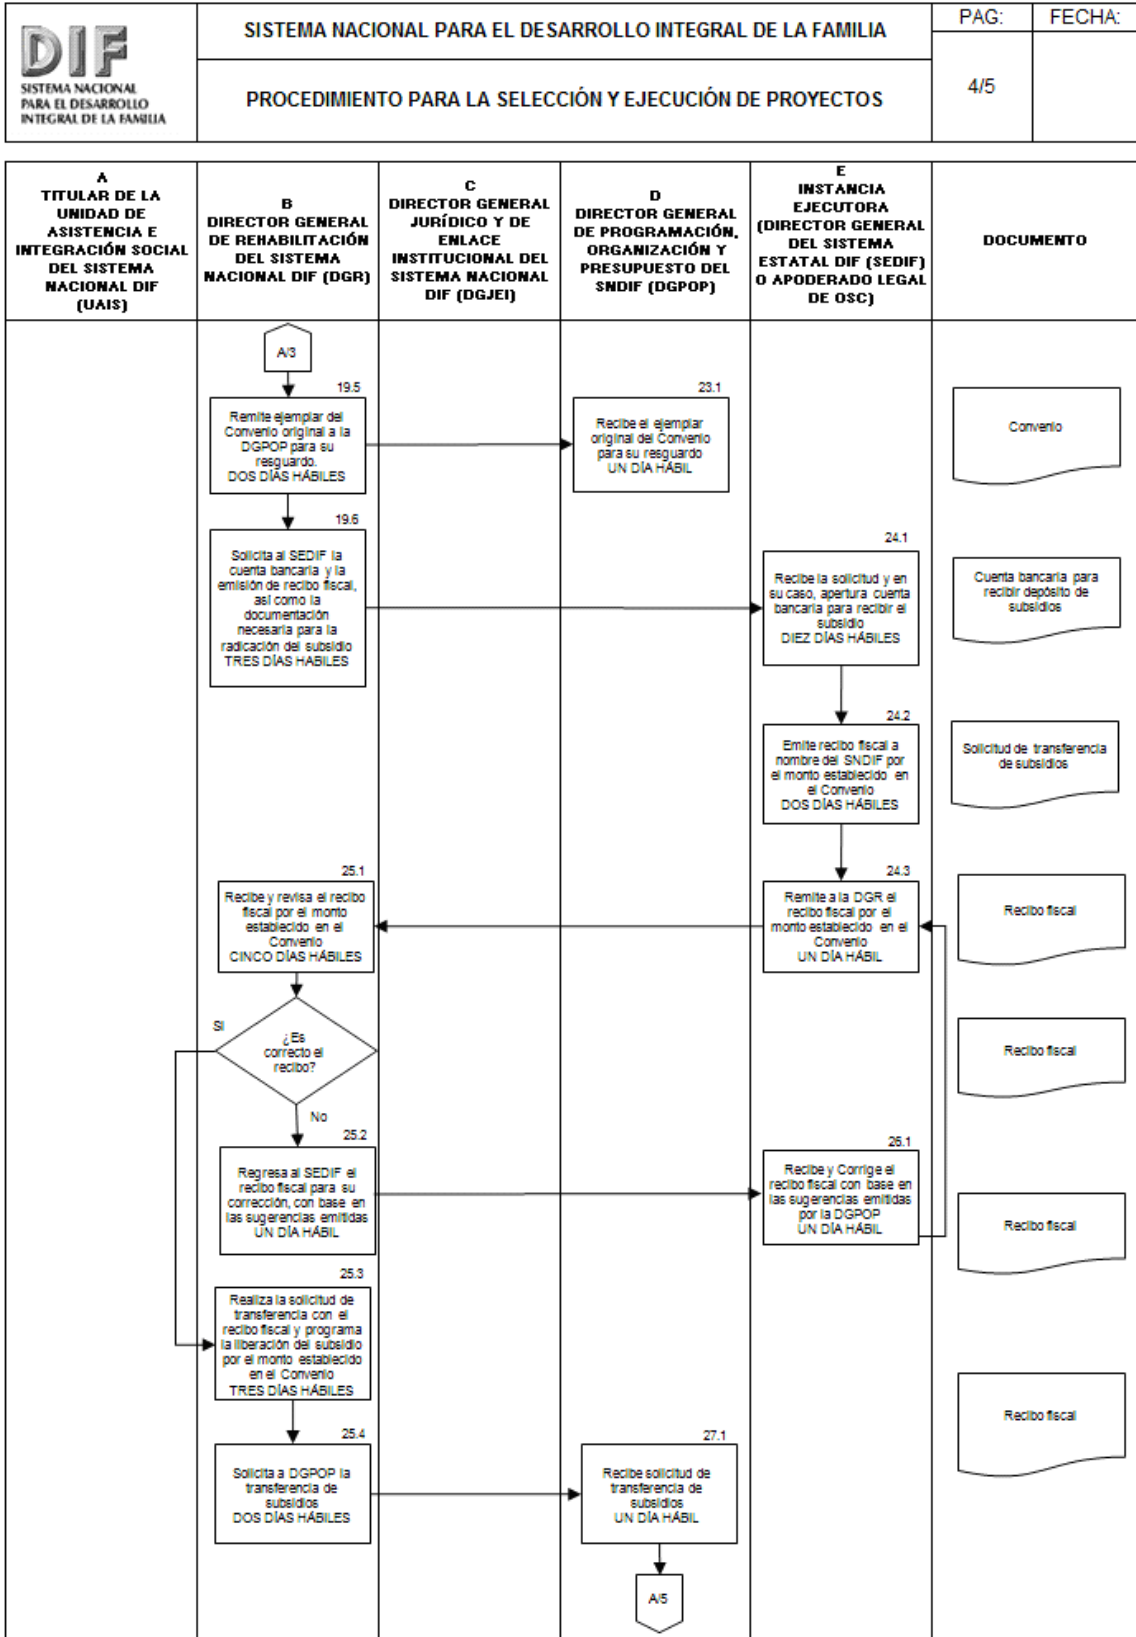 DIF
SISTEMA NACIONAL
PARA EL DESARROLLO
INTEGRAL DE LA FAMILIA
SISTEMA NACIONAL PARA EL DESARROLLO INTEGRAL DE LA FAMILIA
PROCEDIMIENTO PARA LA SELECCIÓN Y EJECUCIÓN DE PROYECTOS
PAG:
FECHA:
4/5
A
TITULAR DE LA
UNIDAD DE
ASISTENCIA E
INTEGRACIÓN SOCIAL
DEL SISTEMA
NACIONAL DIF
(UAIS)
B
DIRECTOR GENERAL
DE REHABILITACIÓN
DEL SISTEMA
NACIONAL DIF (DGR)
C
DIRECTOR GENERAL
JURÍDICO Y DE
ENLACE
INSTITUCIONAL DEL
SISTEMA NACIONAL
DIF (DGJEI)
D
DIRECTOR GENERAL
DE PROGRAMACIÓN,
ORGANIZACIÓN Y
PRESUPUESTO DEL
SNDIF (DGPOP)
E
INSTANCIA
EJECUTORA
(DIRECTOR GENERAL
DEL SISTEMA
ESTATAL DIF (SEDIF)
O APODERADO LEGAL
DE OSC)
DOCUMENTO
A/3
19.5
Remite ejemplar del
Convenio original a la
DGPOP para su
resguardo.
DOS DÍAS HÁBILES
23.1
Recibe el ejemplar
original del Convenio
para su resguardo
UN DÍA HÁBIL
Convenio
19.6
Solicita al SEDIF la
cuenta bancaria y la
emisión de recibo fiscal,
así como la
documentación
necesaria para la
radicación del subsidio
TRES DÍAS HABILES
24.1
Recibe la solicitud y en
su caso, apertura cuenta
bancaria para recibir el
subsidio
DIEZ DÍAS HÁBILES
Cuenta bancaria para
recibir depósito de
subsidios
24.2
Emite recibo fiscal a
nombre del SNDIF por
el monto establecido en
el Convenio
DOS DÍAS HÁBILES
Solicitud de transferencia
de subsidios
25.1
Recibe y revisa el recibo
fiscal por el monto
establecido en el
Convenio
CINCO DÍAS HÁBILES
24.3
Remite a la DGR el
recibo fiscal por el
monto establecido en el
Convenio
UN DÍA HÁBIL
Recibo fiscal
Si
¿Es
correcto el
recibo?
No
Recibo fiscal
25.2
Regresa al SEDIF el
recibo fiscal para su
corrección, con base en
las sugerencias emitidas
UN DÍA HÁBIL
26.1
Recibe y Corrige el
recibo fiscal con base en
las sugerencias emitidas
por la DGPOP
UN DÍA HÁBIL
Recibo fiscal
25.3
Realiza la solicitud de
transferencia con el
recibo fiscal y programa
la liberación del subsidio
por el monto establecido
en el Convenio
TRES DÍAS HÁBILES
Recibo fiscal
25.4
Solicita a DGPOP la
transferencia de
subsidios
DOS DÍAS HÁBILES
27.1
Recibe solicitud de
transferencia de
subsidios
UN DÍA HÁBIL
A/5